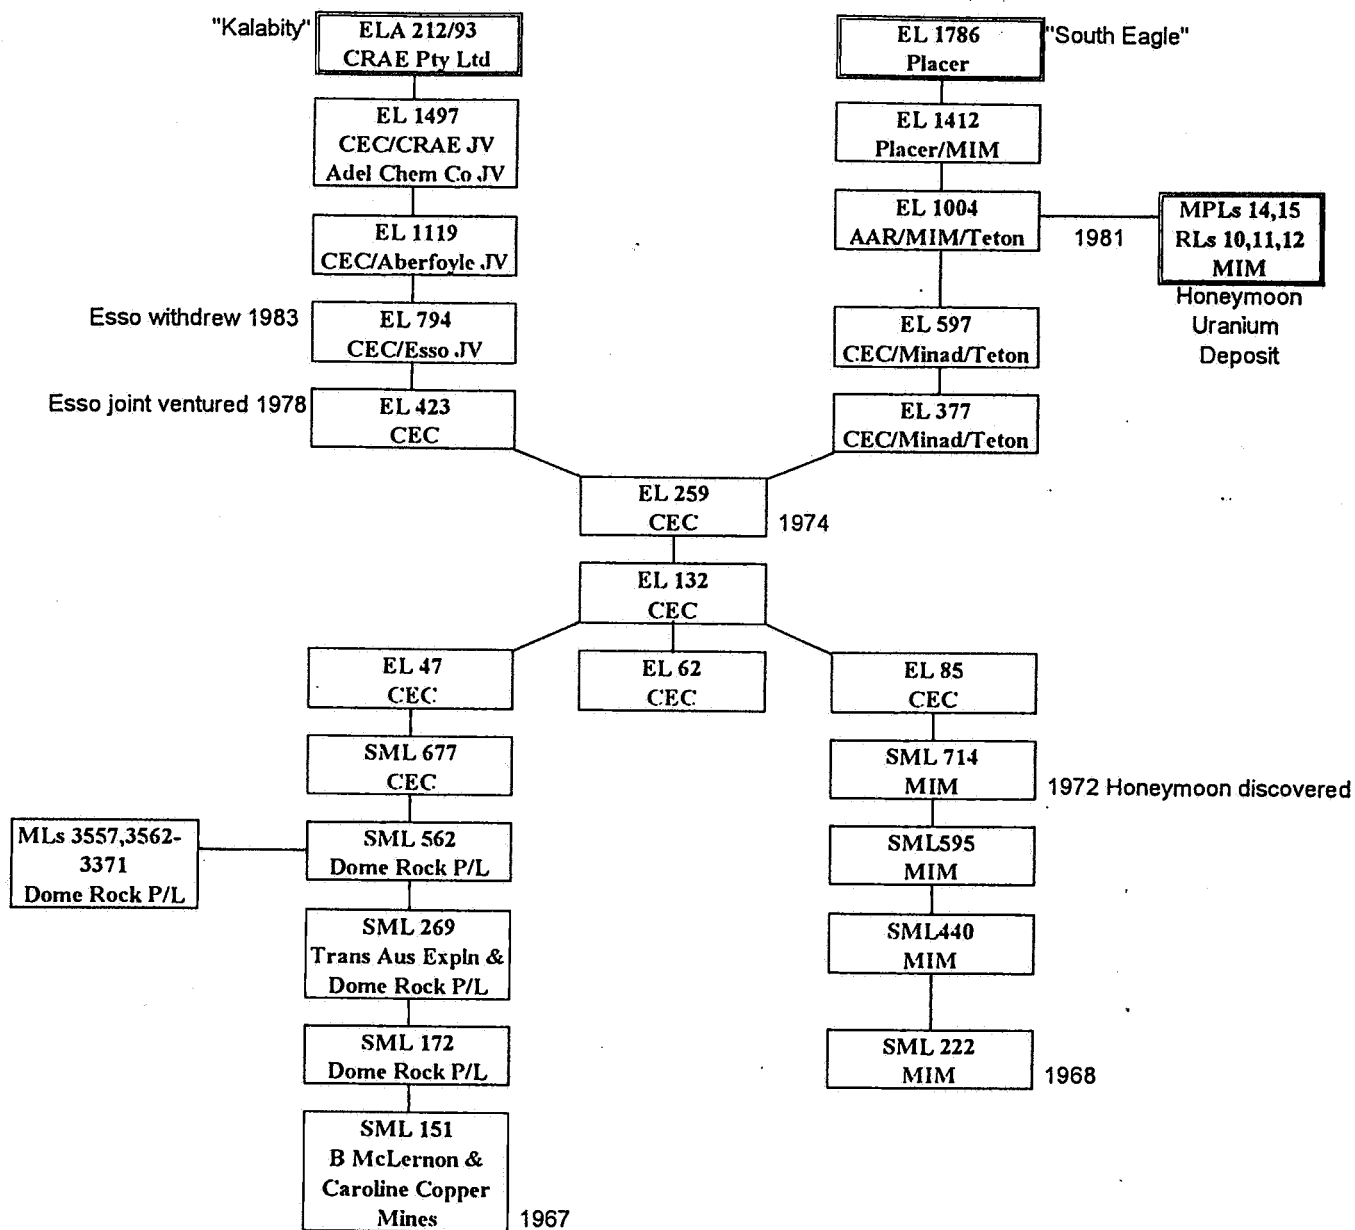 "Kalabity"
ELA 212/93
CRAE Pty Ltd
EL 1786
Placer
"South Eagle"
EL 1497
CEC/CRAE JV
Adel Chem Co JV
EL 1412
Placer/MIM
EL 1119
CEC/Aberfoyle JV
EL 1004
AAR/MIM/Teton
1981
MPLs 14,15
RLs 10,11,12
MIM
Honeymoon
Uranium
Deposit
Esso withdrew 1983
EL 794
CEC/Esso JV
EL 597
CEC/Minad/Teton
Esso joint ventured 1978
EL 423
CEC
EL 377
CEC/Minad/Teton
EL 259
CEC
1974
EL 132
CEC
EL 47
CEC
EL 62
CEC
EL 85
CEC
SML 677
CEC
SML 714
MIM
1972 Honeymoon discovered
MLs 3557,3562-
3371
Dome Rock P/L
SML 562
Dome Rock P/L
SML595
MIM
SML 269
Trans Aus Expln &
Dome Rock P/L
SML440
MIM
SML 172
Dome Rock P/L
SML 222
MIM
1968
SML 151
B McLernon &
Caroline Copper
Mines
1967